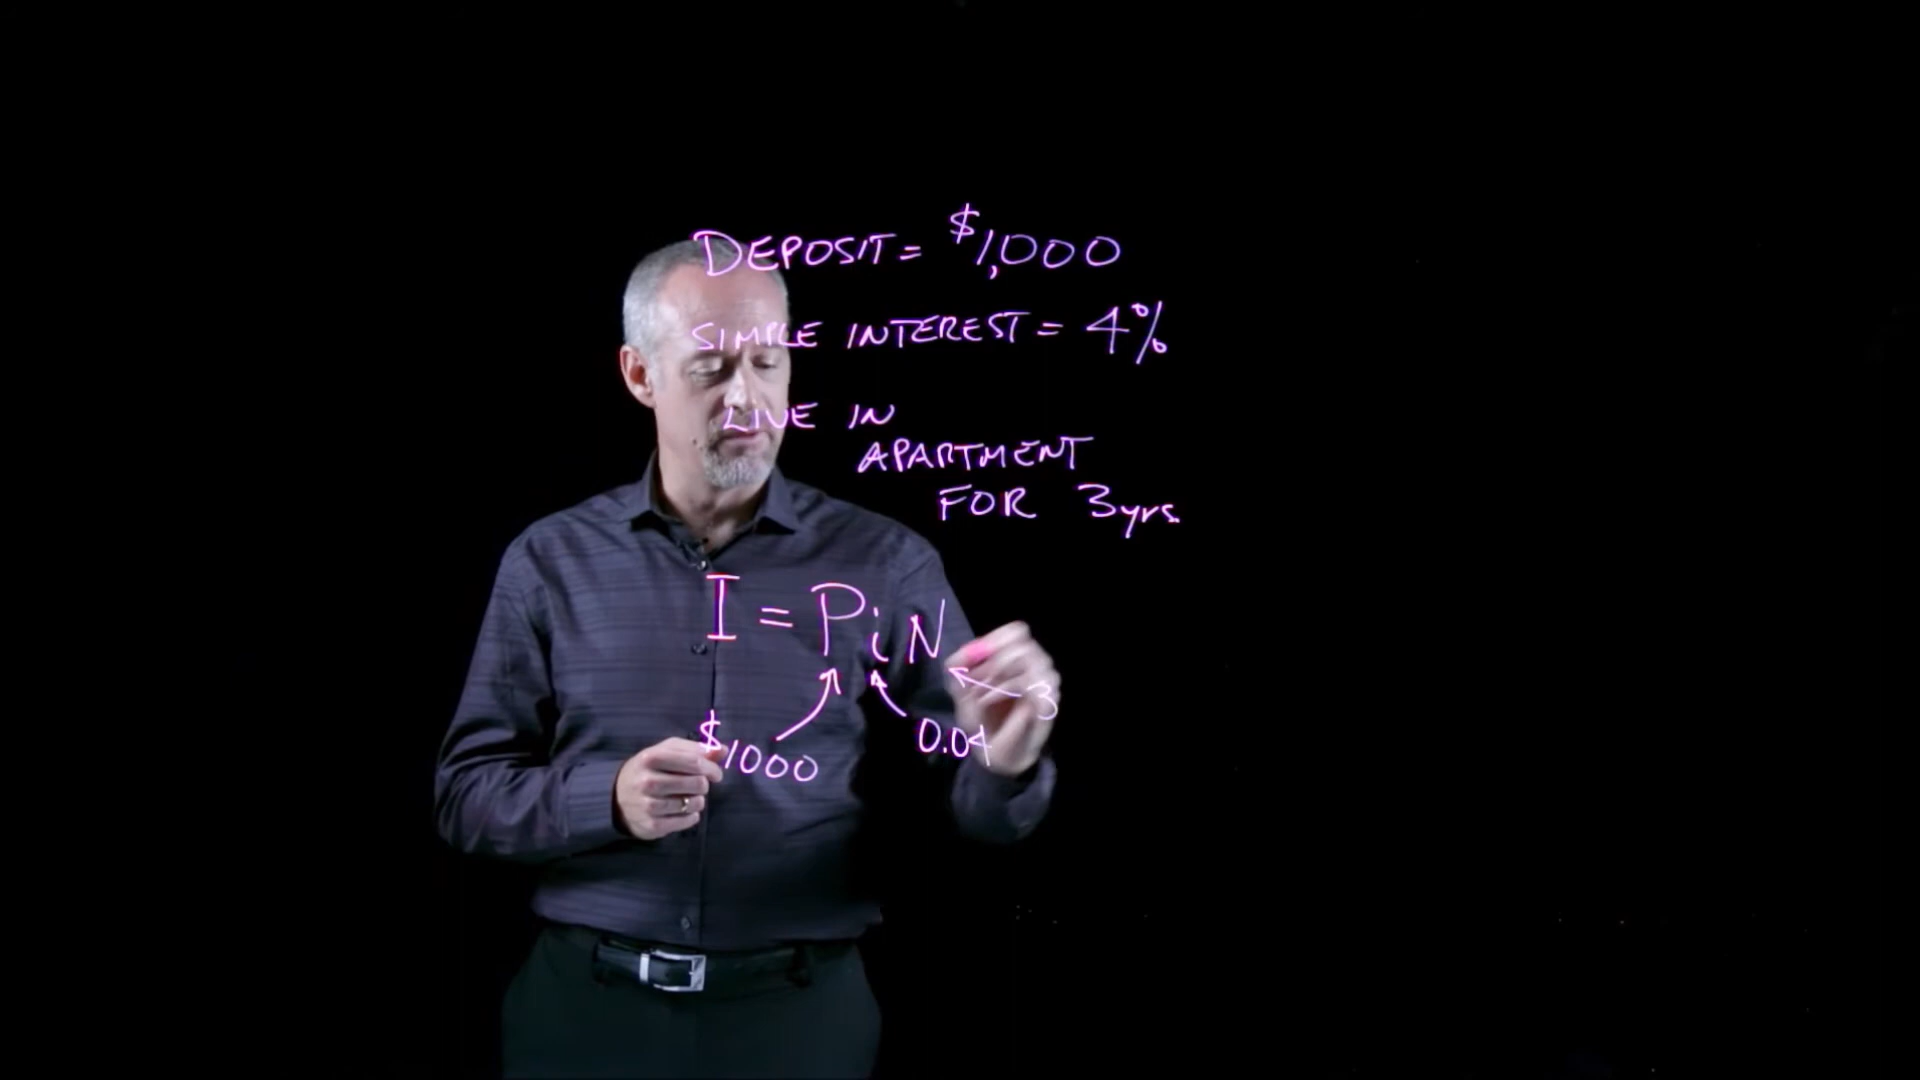 DEPOSIT = $1,000
SIMPLE INTEREST = 4%
LIVE IN
APARTMENT
FOR 3yrs.
I = PiN
$1000 0.04 3